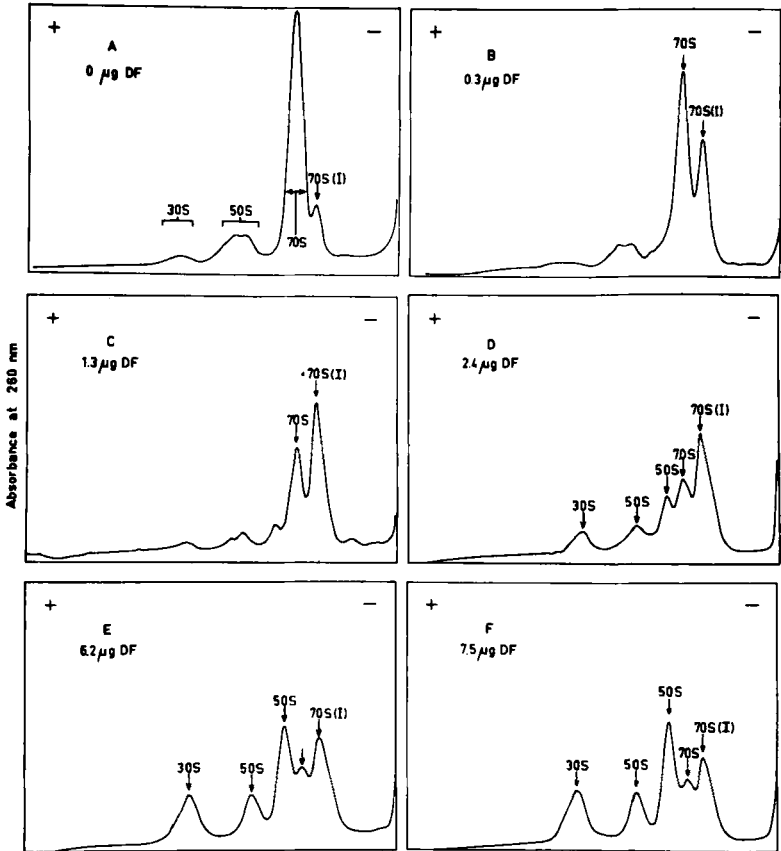 Absorbance at 260 nm
+ A −
0 µg DF
30S 50S 70S 70S(I)
+ B −
0.3 µg DF
70S
70S(I)
+ C −
1.3 µg DF
70S(I)
70S
+ D −
2.4 µg DF
70S(I)
70S
50S
30S 50S
+ E −
6.2 µg DF
50S
70S(I)
30S 50S
+ F −
7.5 µg DF
50S
70S(I)
70S
30S 50S